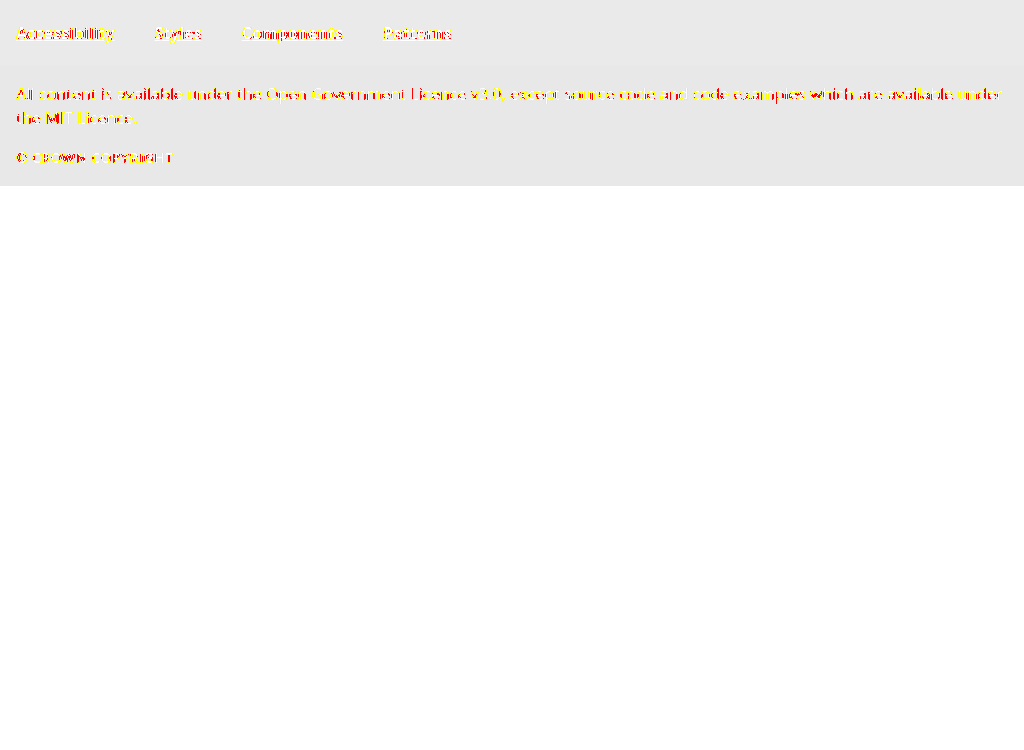 Accessibility Styles Components Patterns
All content is available under the Open Government Licence v3.0, except source code and code examples which are available under
the MIT Licence.
© CROWN COPYRIGHT